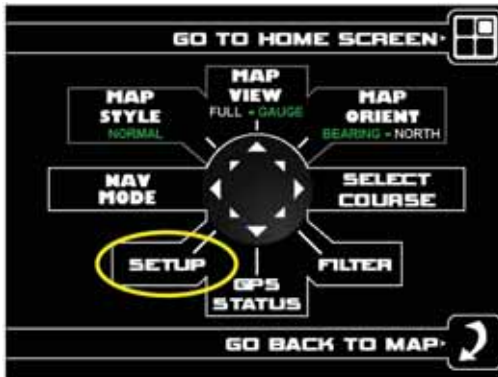 GO TO HOME SCREEN
MAP
VIEW
FULL - GAUGE
MAP
STYLE
NORMAL
MAP
ORIENT
BEARING - NORTH
NAV
MODE
SELECT
COURSE
SETUP
FILTER
GPS
STATUS
GO BACK TO MAP